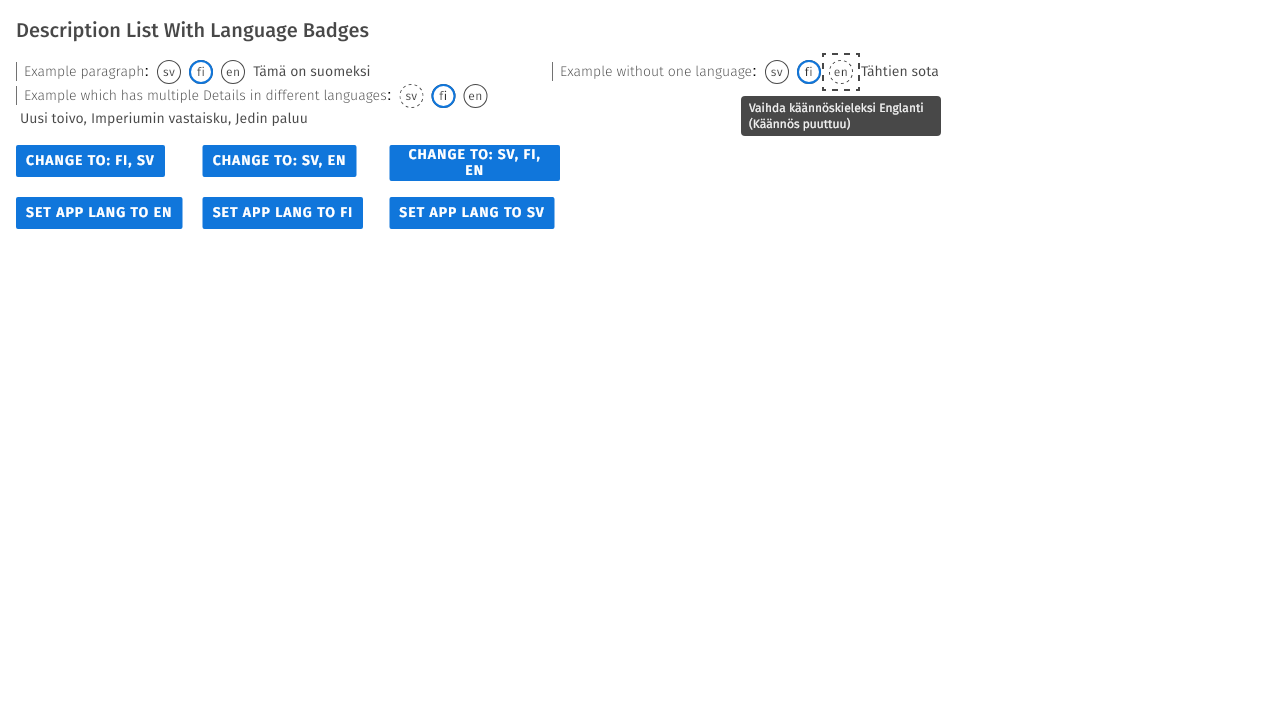 Description List With Language Badges
Example paragraph: sv fi en Tämä on suomeksi
Example without one language: sv fi en Tähtien sota
Example which has multiple Details in different languages: sv fi en
Uusi toivo, Imperiumin vastaisku, Jedin paluu
Vaihda käännöskieleksi Englanti
(Käännös puuttuu)
CHANGE TO: FI, SV
CHANGE TO: SV, EN
CHANGE TO: SV, FI,
EN
SET APP LANG TO EN
SET APP LANG TO FI
SET APP LANG TO SV